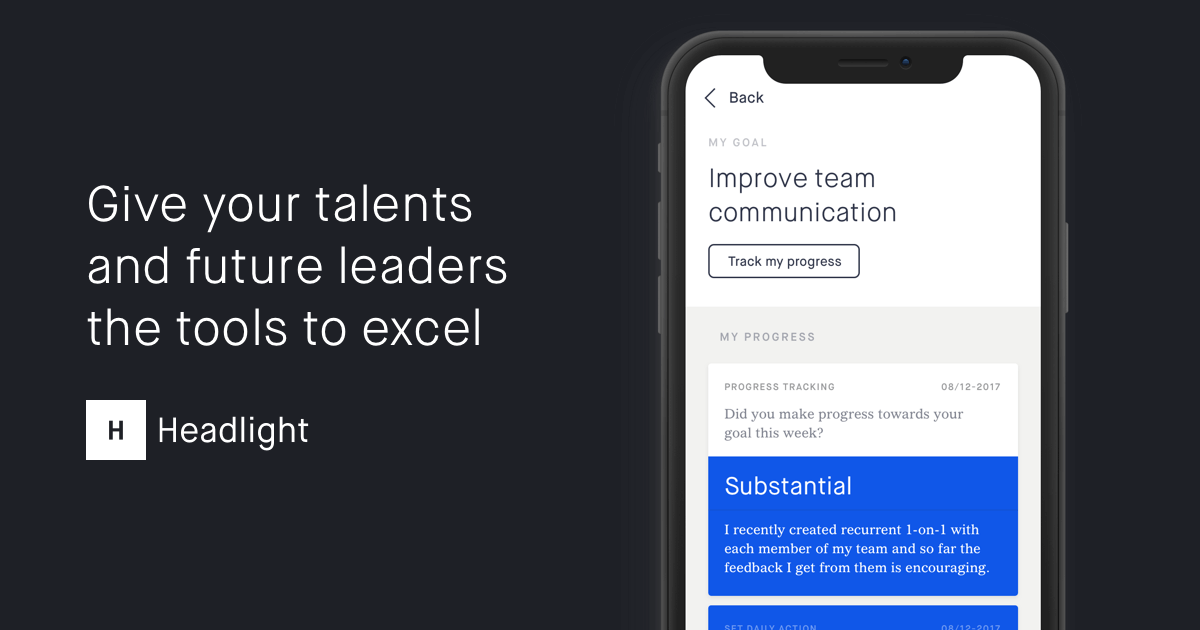 Give your talents
and future leaders
the tools to excel
H
Headlight
Back
MY GOAL
Improve team
communication
Track my progress
MY PROGRESS
PROGRESS TRACKING
08/12-2017
Did you make progress towards your
goal this week?
Substantial
I recently created recurrent 1-on-1 with
each member of my team and so far the
feedback I get from them is encouraging.
SET DAILY ACTION
08/12-2017